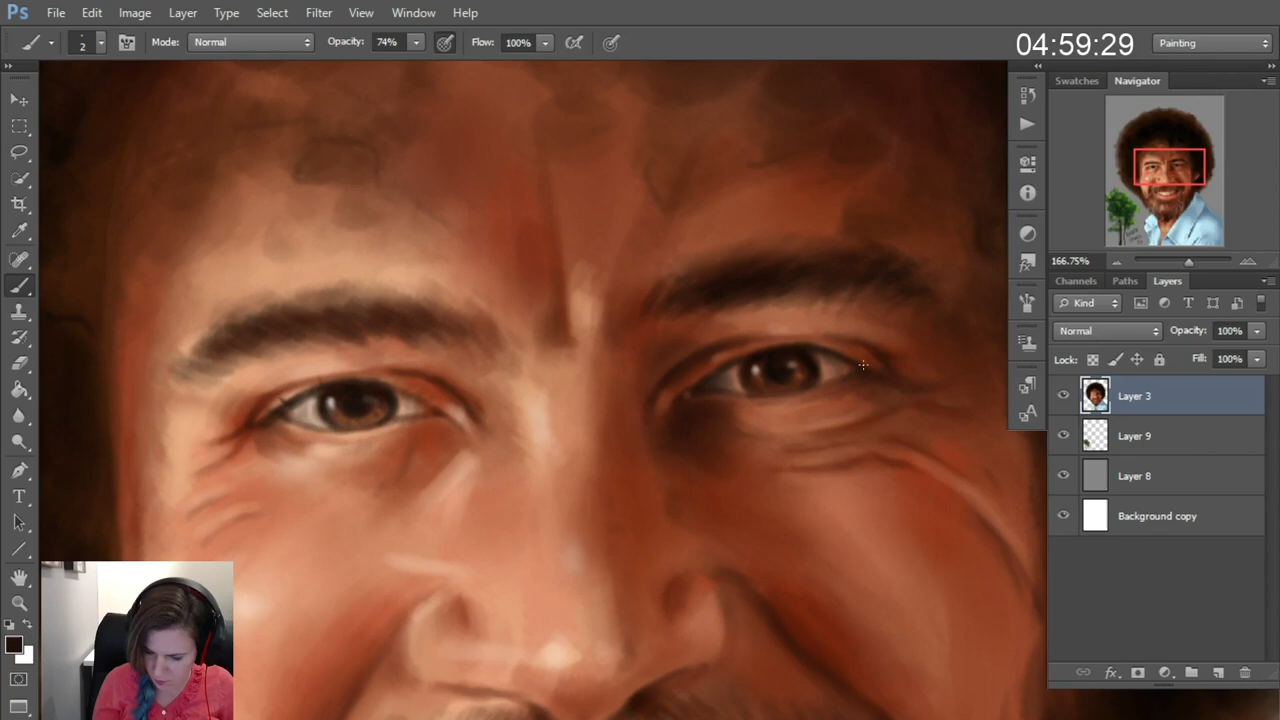 Ps File Edit Image Layer Type Select Filter View Window Help
2 Mode: Normal Opacity: 74% Flow: 100% 04:59:29 Painting
Swatches Navigator
166.75%
Channels Paths Layers
Kind T
Normal Opacity: 100%
Lock: Fill: 100%
Layer 3
Layer 9
Layer 8
Background copy
fx